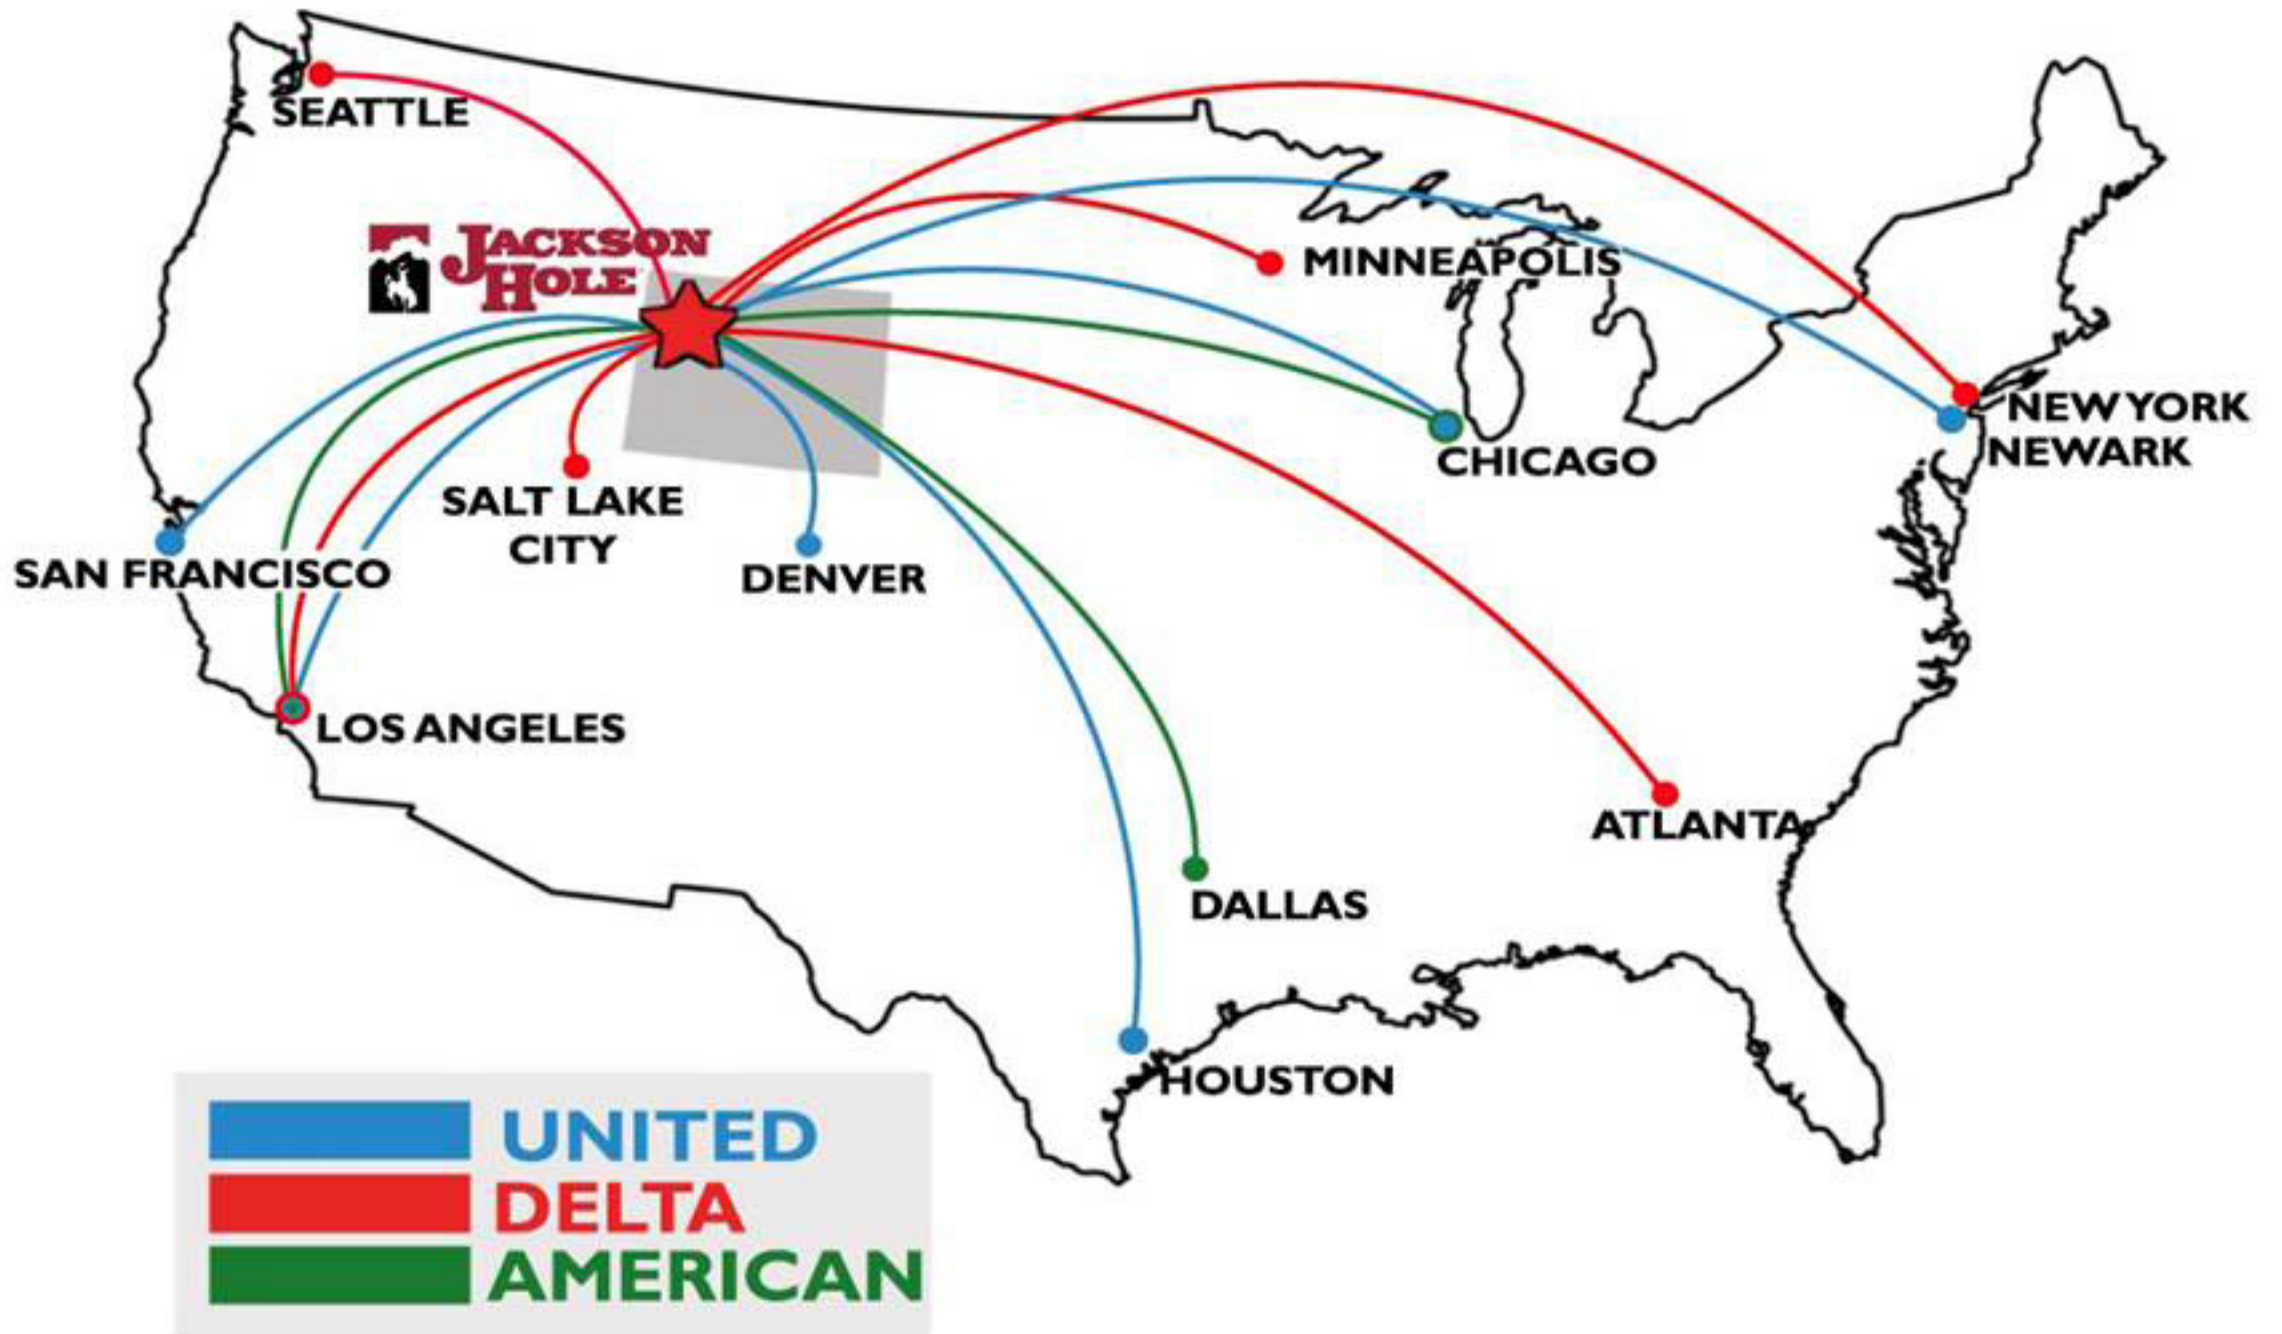 SEATTLE
JACKSON
HOLE
MINNEAPOLIS
NEW YORK
NEWARK
CHICAGO
SALT LAKE
CITY
SAN FRANCISCO
DENVER
LOS ANGELES
ATLANTA
DALLAS
HOUSTON
UNITED
DELTA
AMERICAN